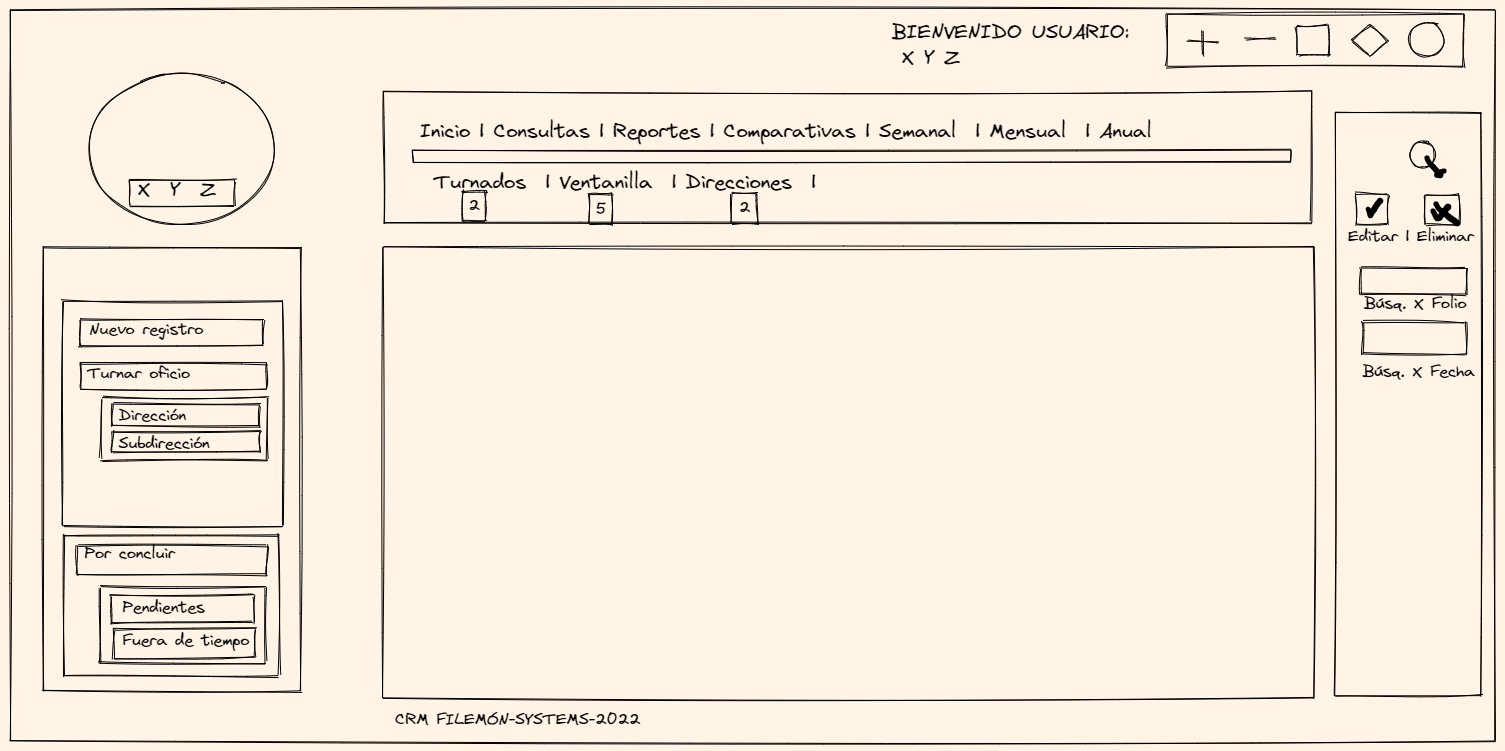 BIENVENIDO USUARIO:
X Y Z
X Y Z
Inicio | Consultas | Reportes | Comparativas | Semanal | Mensual | Anual
Turnados | Ventanilla | Direcciones |
2 5 2
Editar | Eliminar
Búsq. X Folio
Búsq. X Fecha
Nuevo registro
Turnar oficio
Dirección
Subdirección
Por concluir
Pendientes
Fuera de tiempo
CRM FILEMÓN-SYSTEMS-2022